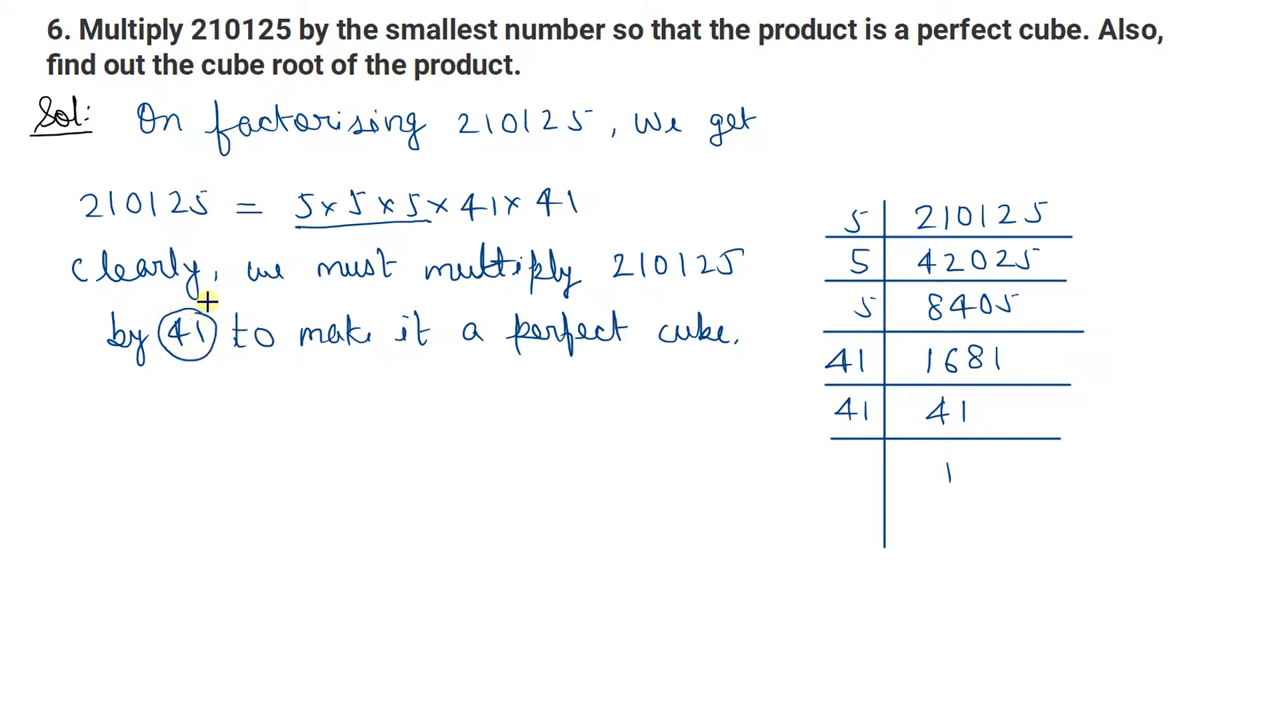 6. Multiply 210125 by the smallest number so that the product is a perfect cube. Also,
find out the cube root of the product.
Sol: On factorising 210125, We get
210125 = 5 × 5 × 5 × 41 × 41
clearly, we must multiply 210125
by 41 to make it a perfect cube.
5 | 210125
5 | 42025
5 | 8405
41 | 1681
41 | 41
| 1